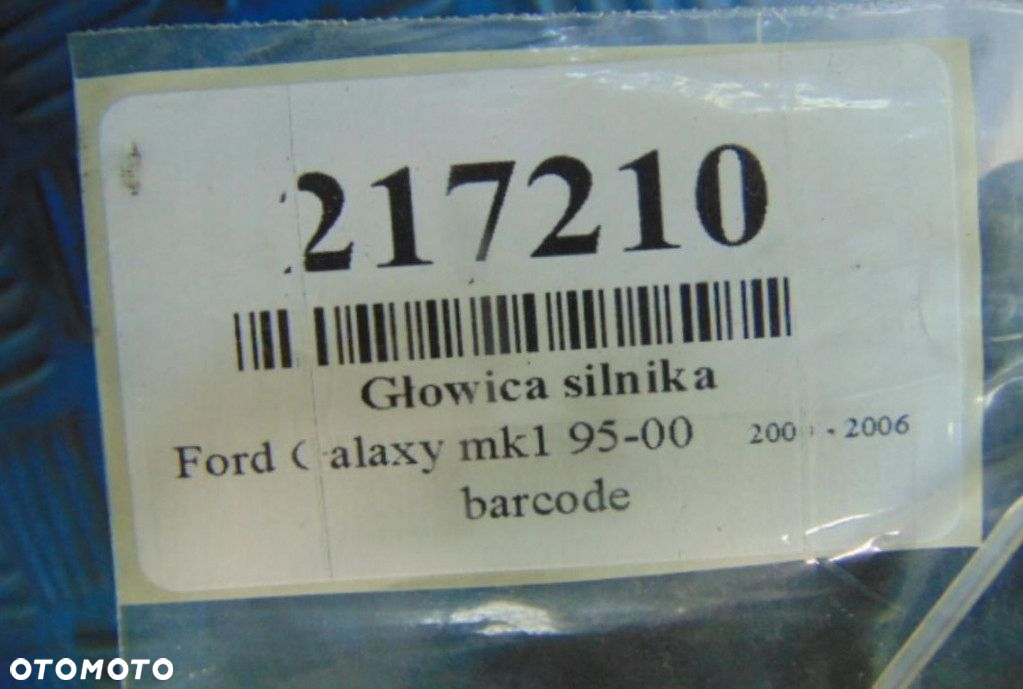 217210
Głowica silnika
Ford Galaxy mk1 95-00 - 2006
barcode
OTOMOTO